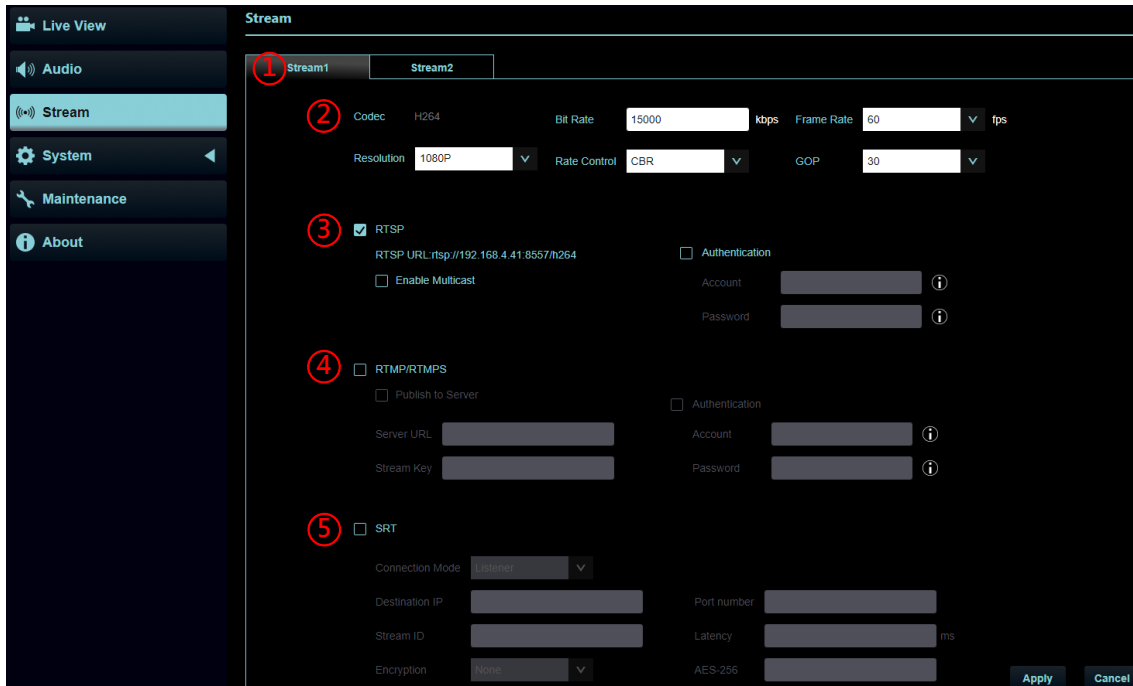 Live View
Audio
Stream
System
Maintenance
About
Stream
① Stream1 Stream2
② Codec H264 Bit Rate 15000 kbps Frame Rate 60 fps
Resolution 1080P Rate Control CBR GOP 30
③ RTSP
RTSP URL:rtsp://192.168.4.41:8557/h264 Authentication
Enable Multicast Account
Password
④ RTMP/RTMPS
Publish to Server Authentication
Server URL Account
Stream Key Password
⑤ SRT
Connection Mode Listener
Destination IP Port number
Stream ID Latency ms
Encryption None AES-256
Apply Cancel